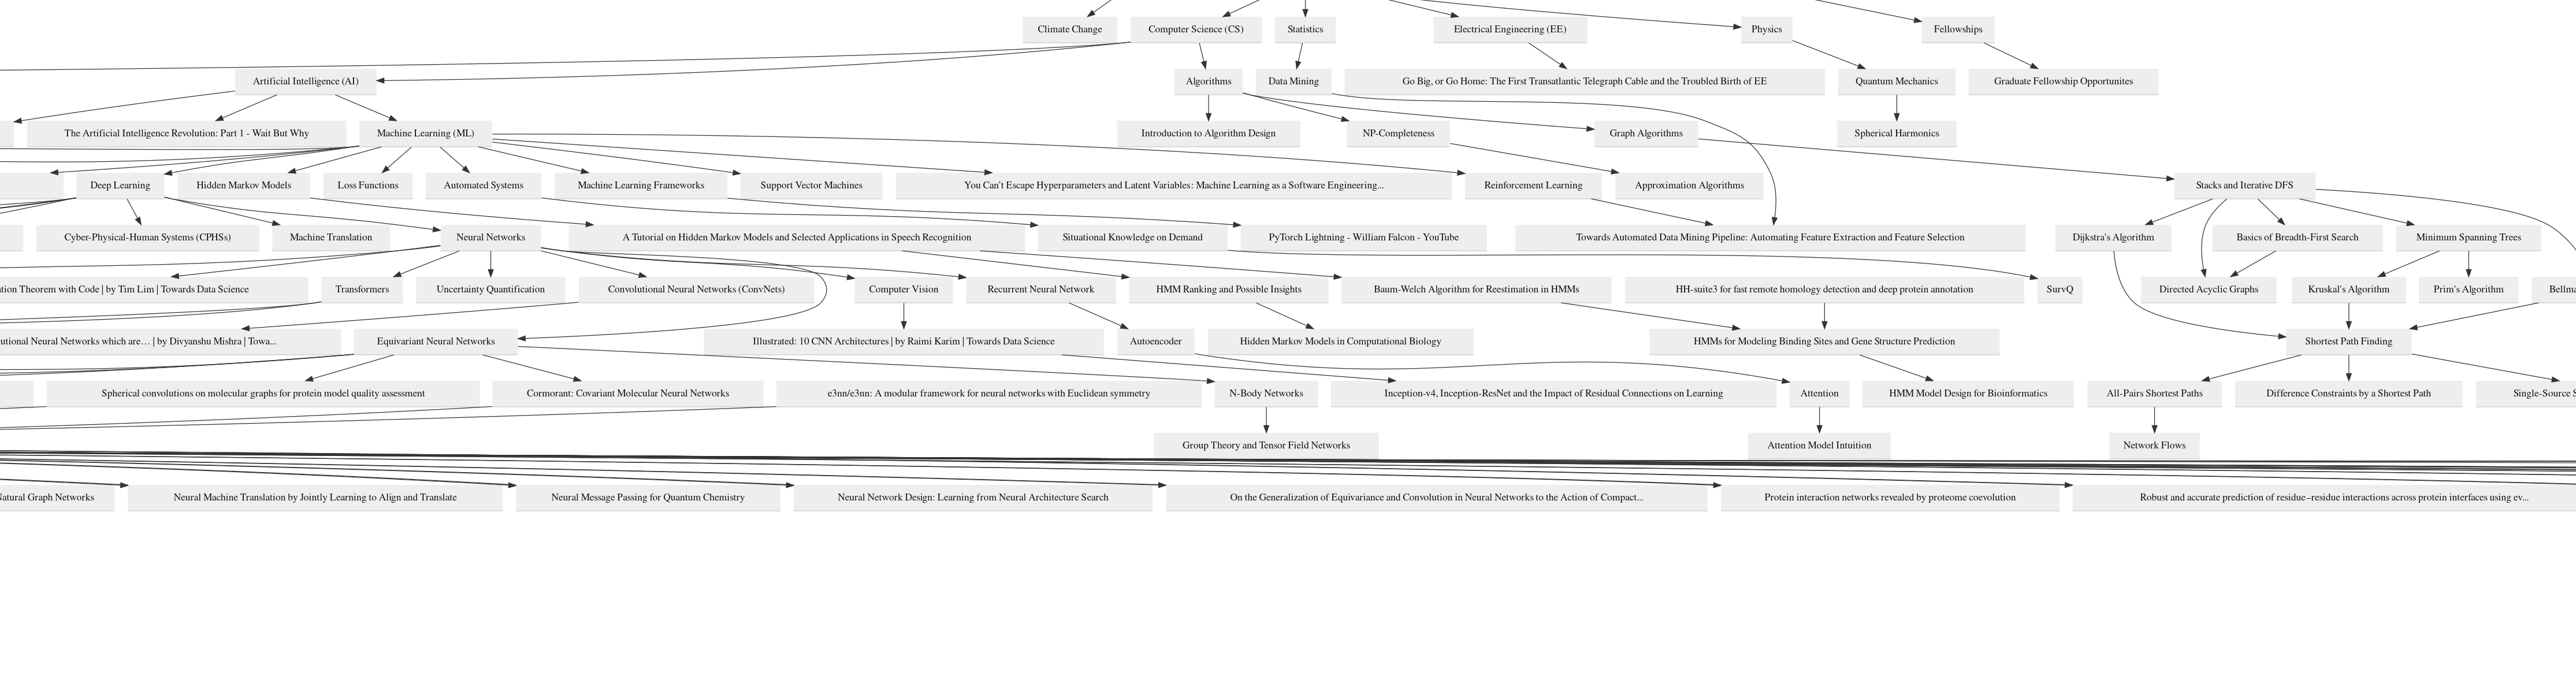 Climate Change
Computer Science (CS)
Statistics
Electrical Engineering (EE)
Physics
Fellowships
Artificial Intelligence (AI)
Algorithms
Data Mining
Go Big, or Go Home: The First Transatlantic Telegraph Cable and the Troubled Birth of EE
Quantum Mechanics
Graduate Fellowship Opportunites
The Artificial Intelligence Revolution: Part 1 - Wait But Why
Machine Learning (ML)
Introduction to Algorithm Design
NP-Completeness
Graph Algorithms
Spherical Harmonics
Deep Learning
Hidden Markov Models
Loss Functions
Automated Systems
Machine Learning Frameworks
Support Vector Machines
You Can't Escape Hyperparameters and Latent Variables: Machine Learning as a Software Engineering...
Reinforcement Learning
Approximation Algorithms
Stacks and Iterative DFS
Cyber-Physical-Human Systems (CPHSs)
Machine Translation
Neural Networks
A Tutorial on Hidden Markov Models and Selected Applications in Speech Recognition
Situational Knowledge on Demand
PyTorch Lightning - William Falcon - YouTube
Towards Automated Data Mining Pipeline: Automating Feature Extraction and Feature Selection
Dijkstra's Algorithm
Basics of Breadth-First Search
Minimum Spanning Trees
ation Theorem with Code | by Tim Lim | Towards Data Science
Transformers
Uncertainty Quantification
Convolutional Neural Networks (ConvNets)
Computer Vision
Recurrent Neural Network
HMM Ranking and Possible Insights
Baum-Welch Algorithm for Reestimation in HMMs
HH-suite3 for fast remote homology detection and deep protein annotation
SurvQ
Directed Acyclic Graphs
Kruskal's Algorithm
Prim's Algorithm
Bellma
utional Neural Networks which are… | by Divyanshu Mishra | Towa...
Equivariant Neural Networks
Illustrated: 10 CNN Architectures | by Raimi Karim | Towards Data Science
Autoencoder
Hidden Markov Models in Computational Biology
HMMs for Modeling Binding Sites and Gene Structure Prediction
Shortest Path Finding
Spherical convolutions on molecular graphs for protein model quality assessment
Cormorant: Covariant Molecular Neural Networks
e3nn/e3nn: A modular framework for neural networks with Euclidean symmetry
N-Body Networks
Inception-v4, Inception-ResNet and the Impact of Residual Connections on Learning
Attention
HMM Model Design for Bioinformatics
All-Pairs Shortest Paths
Difference Constraints by a Shortest Path
Single-Source S
Group Theory and Tensor Field Networks
Attention Model Intuition
Network Flows
Natural Graph Networks
Neural Machine Translation by Jointly Learning to Align and Translate
Neural Message Passing for Quantum Chemistry
Neural Network Design: Learning from Neural Architecture Search
On the Generalization of Equivariance and Convolution in Neural Networks to the Action of Compact...
Protein interaction networks revealed by proteome coevolution
Robust and accurate prediction of residue–residue interactions across protein interfaces using ev...